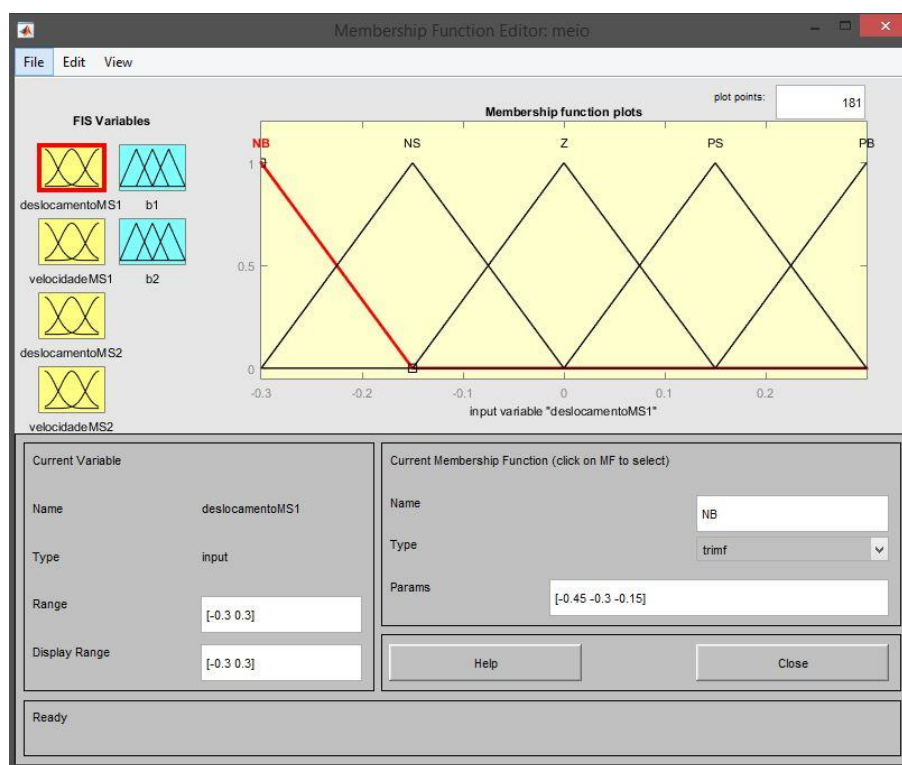 Membership Function Editor: meio
File Edit View
FIS Variables
deslocamentoMS1 b1
velocidadeMS1 b2
deslocamentoMS2
velocidadeMS2
plot points: 181
Membership function plots
NB NS Z PS PB
1
0.5
0
-0.3 -0.2 -0.1 0 0.1 0.2
input variable "deslocamentoMS1"
Current Variable
Name deslocamentoMS1
Type input
Range [-0.3 0.3]
Display Range [-0.3 0.3]
Current Membership Function (click on MF to select)
Name NB
Type trimf
Params [-0.45 -0.3 -0.15]
Help Close
Ready